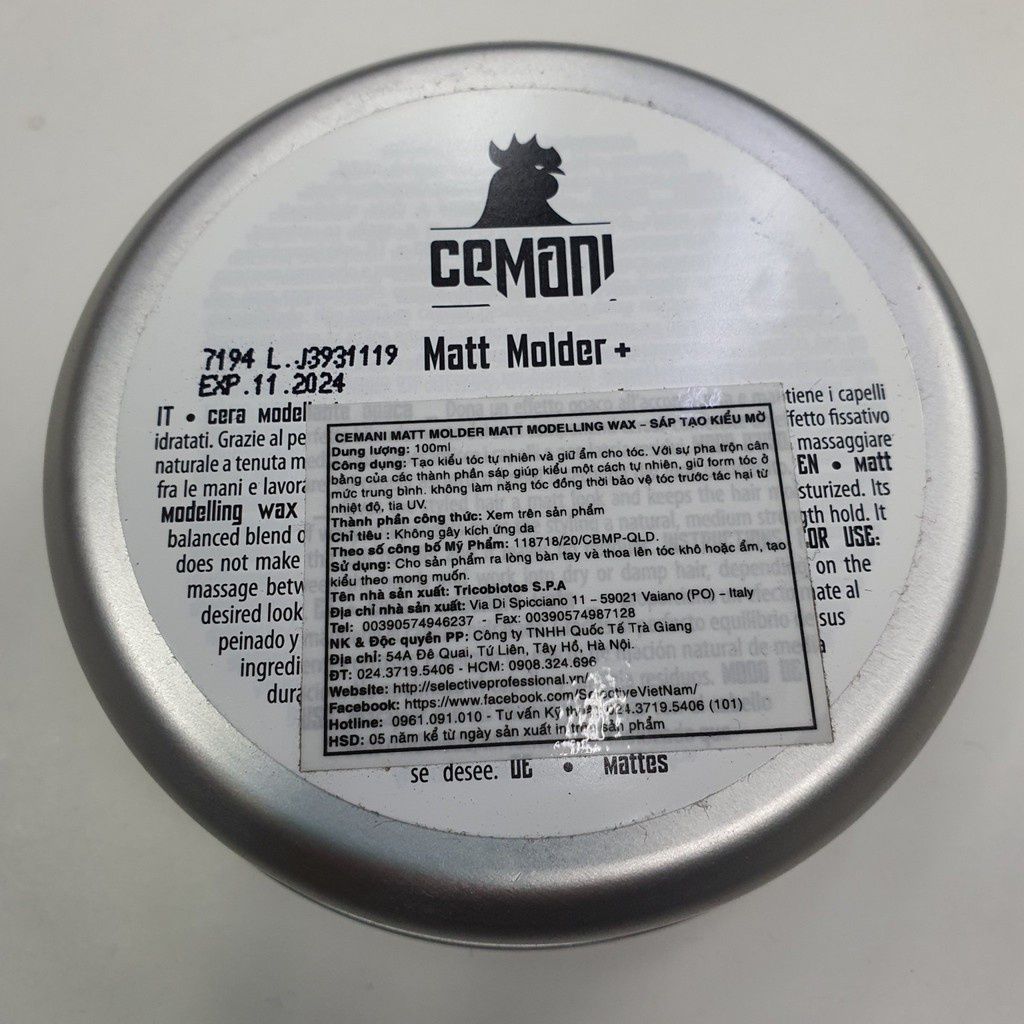 CEMANI
Matt Molder +
7194 L.J3931119
EXP.11.2024
IT • cera Model
tiene i capelli
idratati. Grazie al pe
ffetto fissativo
naturale a tenuta m
massaggiare
fra le mani e lavora
EN • Matt
Modelling wax
sturized. Its
balanced blend o
gth hold. It
does not make
FOR USE:
massage betw
on the
desired look
peinado y
sus
ingredie
dura
CEMANI MATT MOLDER MATT MODELLING WAX – SÁP TẠO KIỂU MỜ
Dung lượng: 100ml
Công dụng: Tạo kiểu tóc tự nhiên và giữ ẩm cho tóc. Với sự pha trộn cân
bằng của các thành phần sáp giúp kiểu một cách tự nhiên, giữ form tóc ở
mức trung bình. không làm nặng tóc đồng thời bảo vệ tóc trước tác hại từ
nhiệt độ, tia UV.
Thành phần công thức: Xem trên sản phẩm
Chỉ tiêu : Không gây kích ứng da
Theo số công bố Mỹ Phẩm: 118718/20/CBMP-QLD.
Sử dụng: Cho sản phẩm ra lòng bàn tay và thoa lên tóc khô hoặc ẩm, tạo
kiểu theo mong muốn.
Tên nhà sản xuất: Tricobiotos S.P.A
Địa chỉ nhà sản xuất: Via Di Spicciano 11 – 59021 Vaiano (PO) – Italy
Tel: 00390574946237 - Fax: 00390574987128
NK & Độc quyền PP: Công ty TNHH Quốc Tế Trà Giang
Địa chỉ: 54A Đê Quai, Tứ Liên, Tây Hồ, Hà Nội.
ĐT: 024.3719.5406 - HCM: 0908.324.696
Website: http://selectiveprofessional.vn/
Facebook: https://www.facebook.com/SelectiveVietNam/
Hotline: 0961.091.010 - Tư vấn Kỹ thuật: 024.3719.5406 (101)
HSD: 05 năm kể từ ngày sản xuất in trên sản phẩm
se desee. UE • Mattes